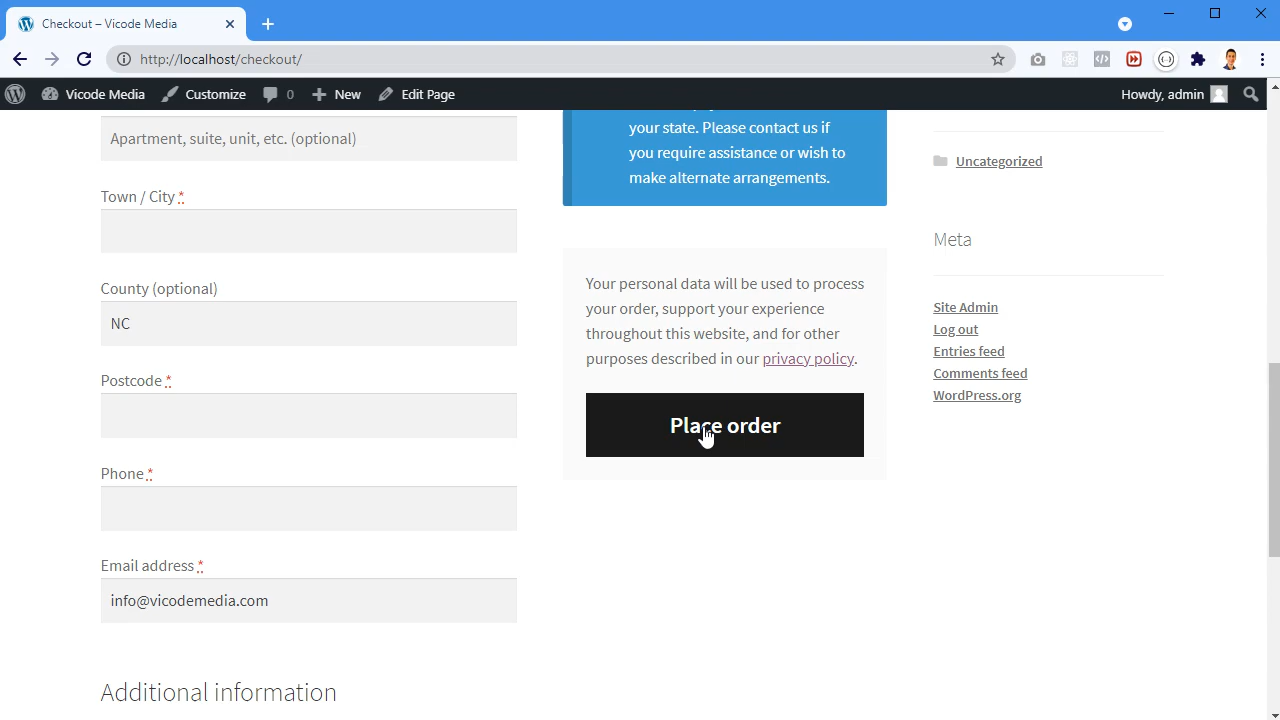 Checkout – Vicode Media
http://localhost/checkout/
Vicode Media
Customize
0
New
Edit Page
Howdy, admin
Apartment, suite, unit, etc. (optional)
Town / City *
County (optional)
NC
Postcode *
Phone *
Email address *
info@vicodemedia.com
Additional information
your state. Please contact us if
you require assistance or wish to
make alternate arrangements.
Your personal data will be used to process
your order, support your experience
throughout this website, and for other
purposes described in our privacy policy.
Place order
Uncategorized
Meta
Site Admin
Log out
Entries feed
Comments feed
WordPress.org